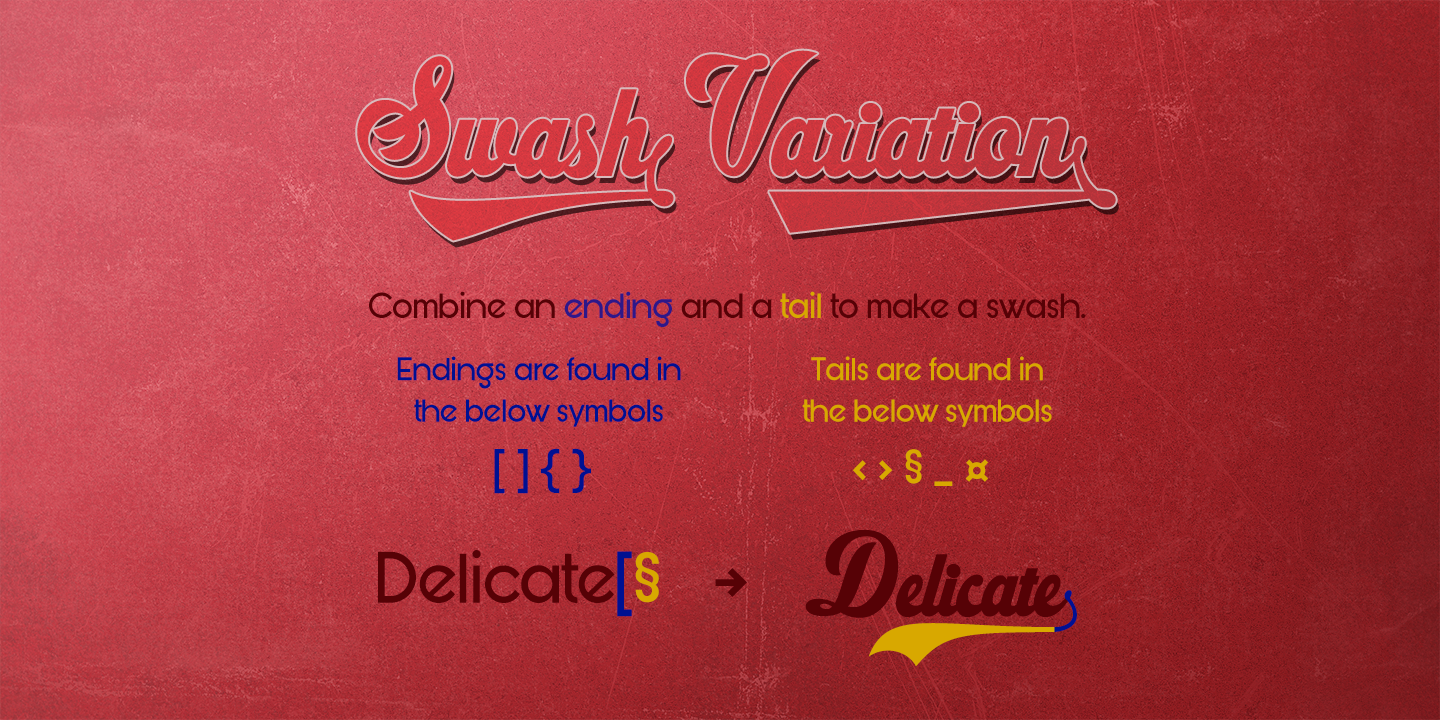 Swash Variation
Combine an ending and a tail to make a swash.
Endings are found in
the below symbols
[ ] { }
Tails are found in
the below symbols
‹ › § _ ¤
Delicate[§ → Delicate